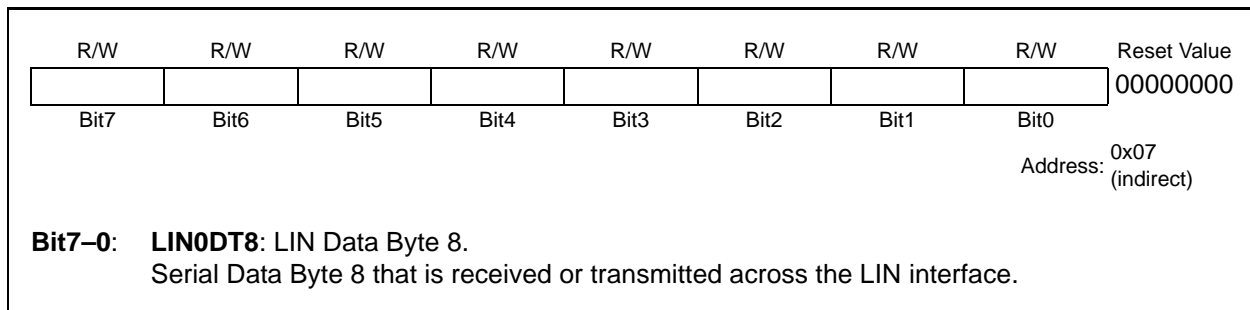 R/W R/W R/W R/W R/W R/W R/W R/W Reset Value
00000000
Bit7 Bit6 Bit5 Bit4 Bit3 Bit2 Bit1 Bit0
Address: 0x07
(indirect)
Bit7–0: LIN0DT8: LIN Data Byte 8.
Serial Data Byte 8 that is received or transmitted across the LIN interface.